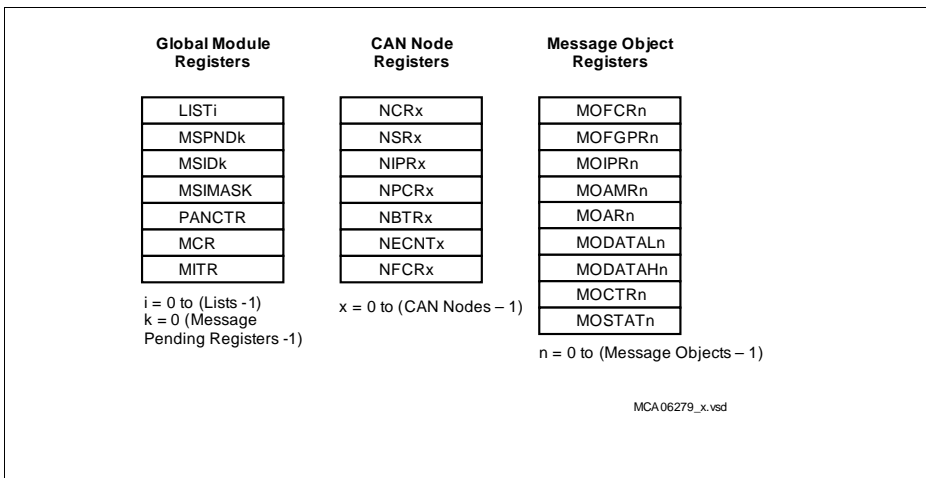 Global Module
Registers
LISTi
MSPNDk
MSIDk
MSIMASK
PANCTR
MCR
MITR
i = 0 to (Lists -1)
k = 0 (Message
Pending Registers -1)
CAN Node
Registers
NCRx
NSRx
NIPRx
NPCRx
NBTRx
NECNTx
NFCRx
x = 0 to (CAN Nodes – 1)
Message Object
Registers
MOFCRn
MOFGPRn
MOIPRn
MOAMRn
MOARn
MODATALn
MODATAHn
MOCTRn
MOSTATn
n = 0 to (Message Objects – 1)
MCA06279_x.vsd